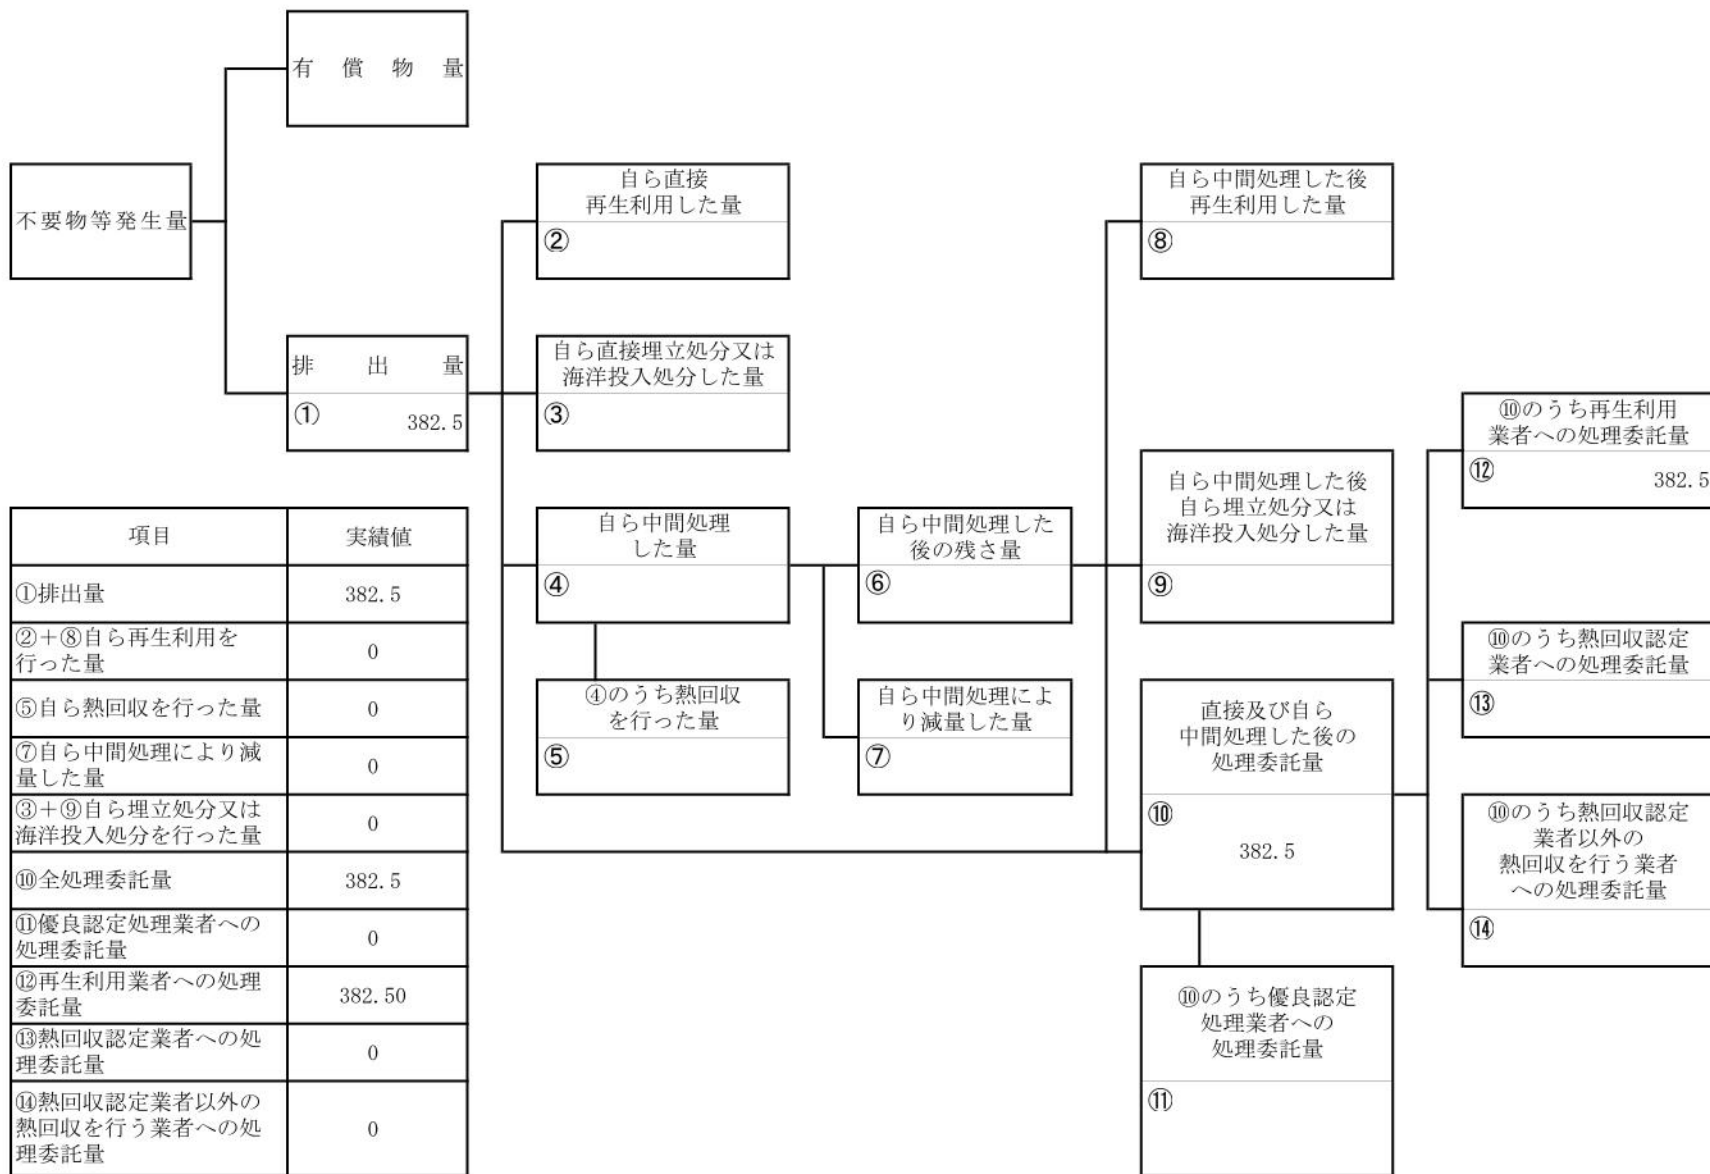 有償物量
不要物等発生量
排出量
①
382.5
自ら直接
再生利用した量
②
自ら直接埋立処分又は
海洋投入処分した量
③
自ら中間処理
した量
④
④のうち熱回収
を行った量
⑤
自ら中間処理した
後の残さ量
⑥
自ら中間処理によ
り減量した量
⑦
自ら中間処理した後
再生利用した量
⑧
自ら中間処理した後
自ら埋立処分又は
海洋投入処分した量
⑨
直接及び自ら
中間処理した後の
処理委託量
⑩
382.5
⑩のうち優良認定
処理業者への
処理委託量
⑪
⑩のうち再生利用
業者への処理委託量
⑫
382.5
⑩のうち熱回収認定
業者への処理委託量
⑬
⑩のうち熱回収認定
業者以外の
熱回収を行う業者
への処理委託量
⑭
項目 実績値
①排出量 382.5
②+⑧自ら再生利用を
行った量 0
⑤自ら熱回収を行った量 0
⑦自ら中間処理により減
量した量 0
③+⑨自ら埋立処分又は
海洋投入処分を行った量 0
⑩全処理委託量 382.5
⑪優良認定処理業者への
処理委託量 0
⑫再生利用業者への処理
委託量 382.50
⑬熱回収認定業者への処
理委託量 0
⑭熱回収認定業者以外の
熱回収を行う業者への処
理委託量 0